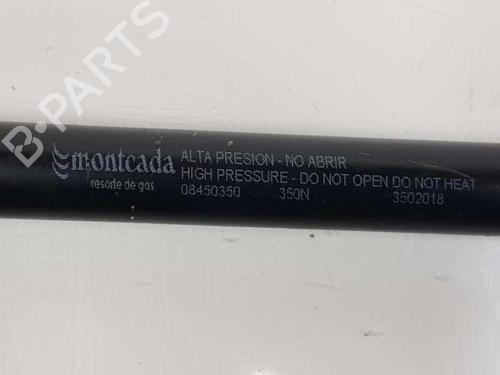 B-PARTS
montcada
resorte de gas
ALTA PRESION - NO ABRIR
HIGH PRESSURE - DO NOT OPEN DO NOT HEAT
08450350 350N 3502018